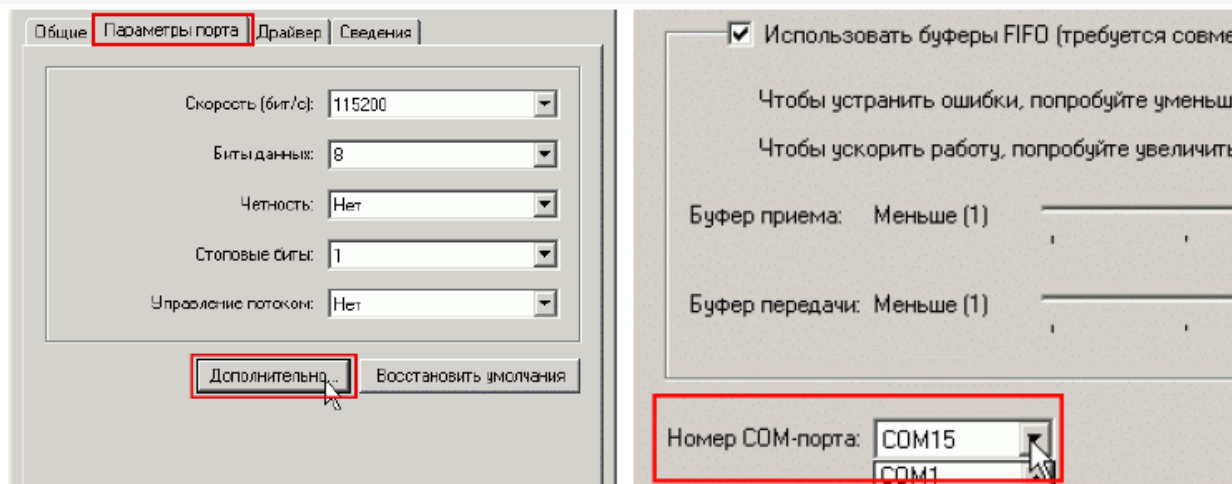 Общие Параметры порта Драйвер Сведения
Скорость (бит/с): 115200
Биты данных: 8
Четность: Нет
Стоповые биты: 1
Управление потоком: Нет
Дополнительно... Восстановить умолчания
Использовать буферы FIFO (требуется
Чтобы устранить ошибки, попробуйте
Чтобы ускорить работу, попробуйте увеличить
Буфер приема: Меньше (1)
Буфер передачи: Меньше (1)
Номер COM-порта: COM15
COM1